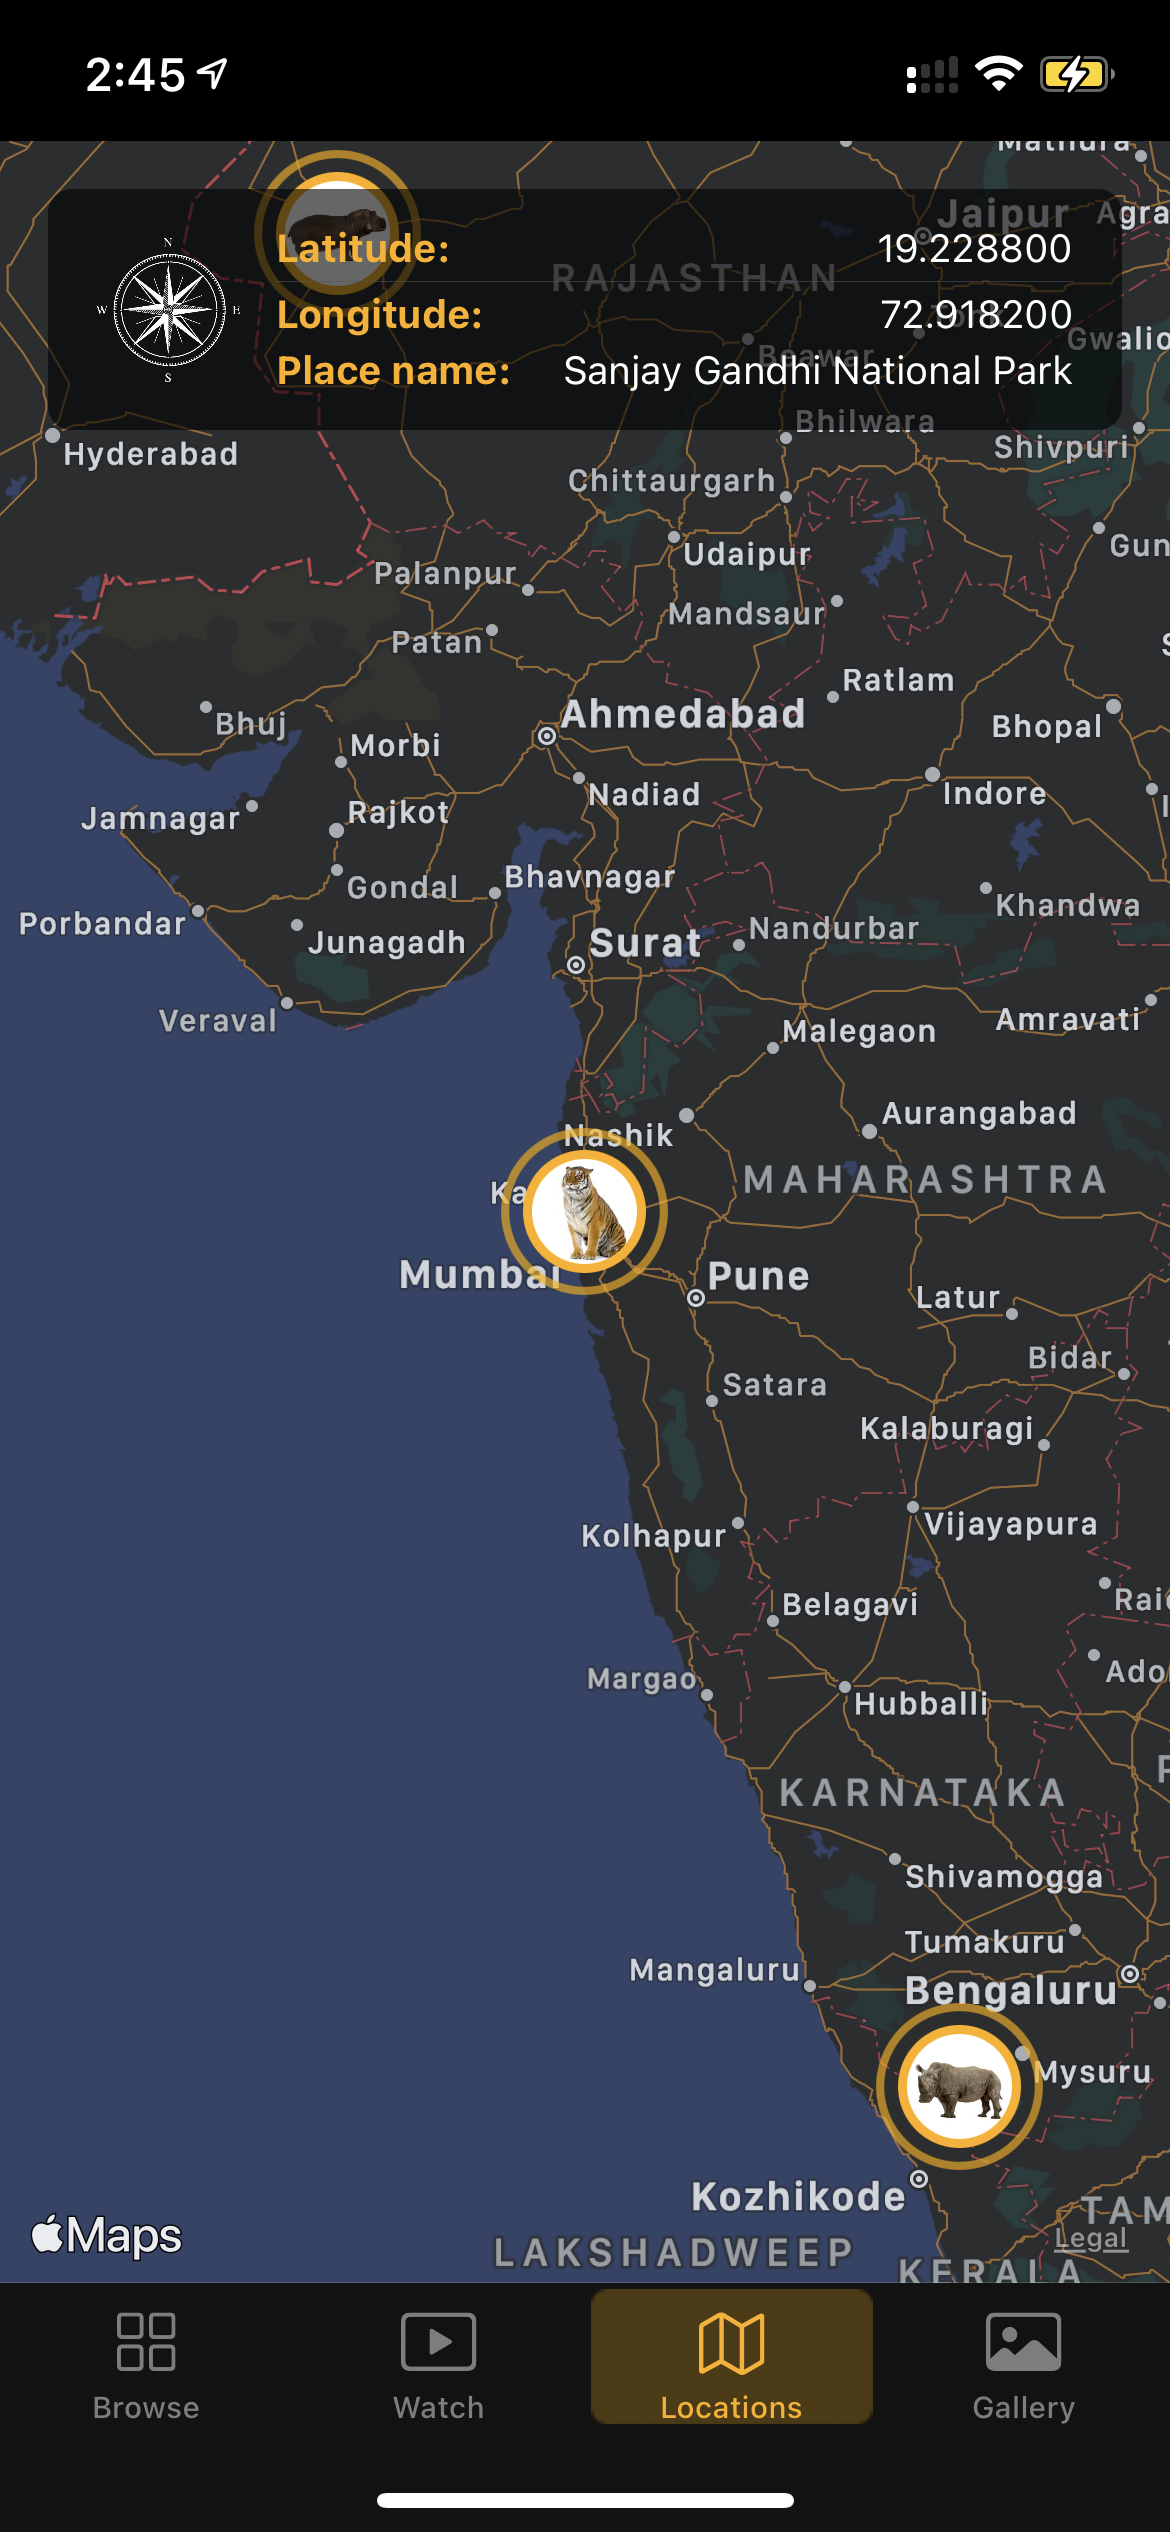 2:45
Mathura
Jaipur
Agra
N
W
E
S
Latitude: 19.228800
RAJASTHAN
Longitude: 72.918200
Beawar
Place name: Sanjay Gandhi National Park
Bhilwara
Hyderabad
Shivpuri
Chittaurgarh
Udaipur
Gun
Palanpur
Mandsaur
Patan
Ratlam
Ahmedabad
Bhuj
Bhopal
Morbi
Nadiad
Indore
Rajkot
Jamnagar
Bhavnagar
Gondal
Khandwa
Porbandar
Nandurbar
Junagadh
Surat
Veraval
Amravati
Malegaon
Aurangabad
Nashik
MAHARASHTRA
Ka
Mumbai
Pune
Latur
Bidar
Satara
Kalaburagi
Vijayapura
Kolhapur
Belagavi
Raic
Ado
Margao
Hubballi
KARNATAKA
Shivamogga
Tumakuru
Mangaluru
Bengaluru
Mysuru
Kozhikode
TAM
Maps
Legal
LAKSHADWEEP
KERALA
Browse
Watch
Locations
Gallery